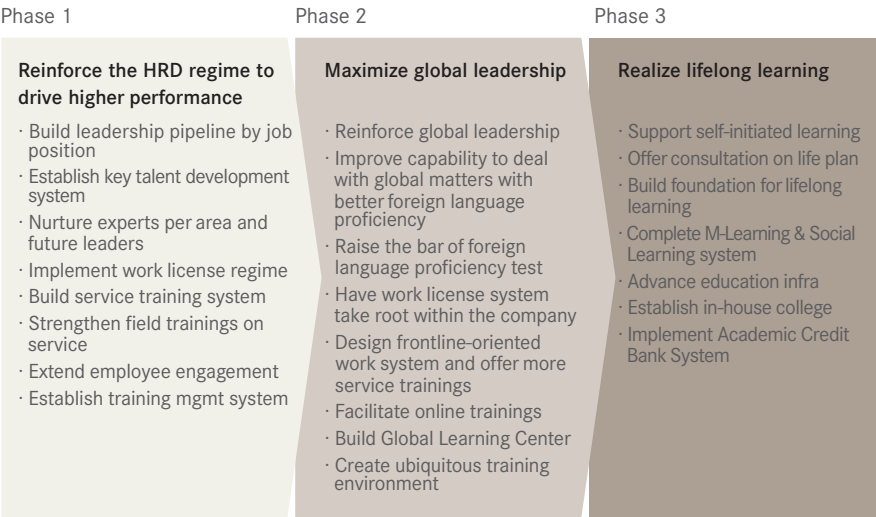 Phase 1
Reinforce the HRD regime to
drive higher performance
· Build leadership pipeline by job
position
· Establish key talent development
system
· Nurture experts per area and
future leaders
· Implement work license regime
· Build service training system
· Strengthen field trainings on
service
· Extend employee engagement
· Establish training mgmt system
Phase 2
Maximize global leadership
· Reinforce global leadership
· Improve capability to deal
with global matters with
better foreign language
proficiency
· Raise the bar of foreign
language proficiency test
· Have work license system
take root within the company
· Design frontline-oriented
work system and offer more
service trainings
· Facilitate online trainings
· Build Global Learning Center
· Create ubiquitous training
environment
Phase 3
Realize lifelong learning
· Support self-initiated learning
· Offer consultation on life plan
· Build foundation for lifelong
learning
· Complete M-Learning & Social
Learning system
· Advance education infra
· Establish in-house college
· Implement Academic Credit
Bank System